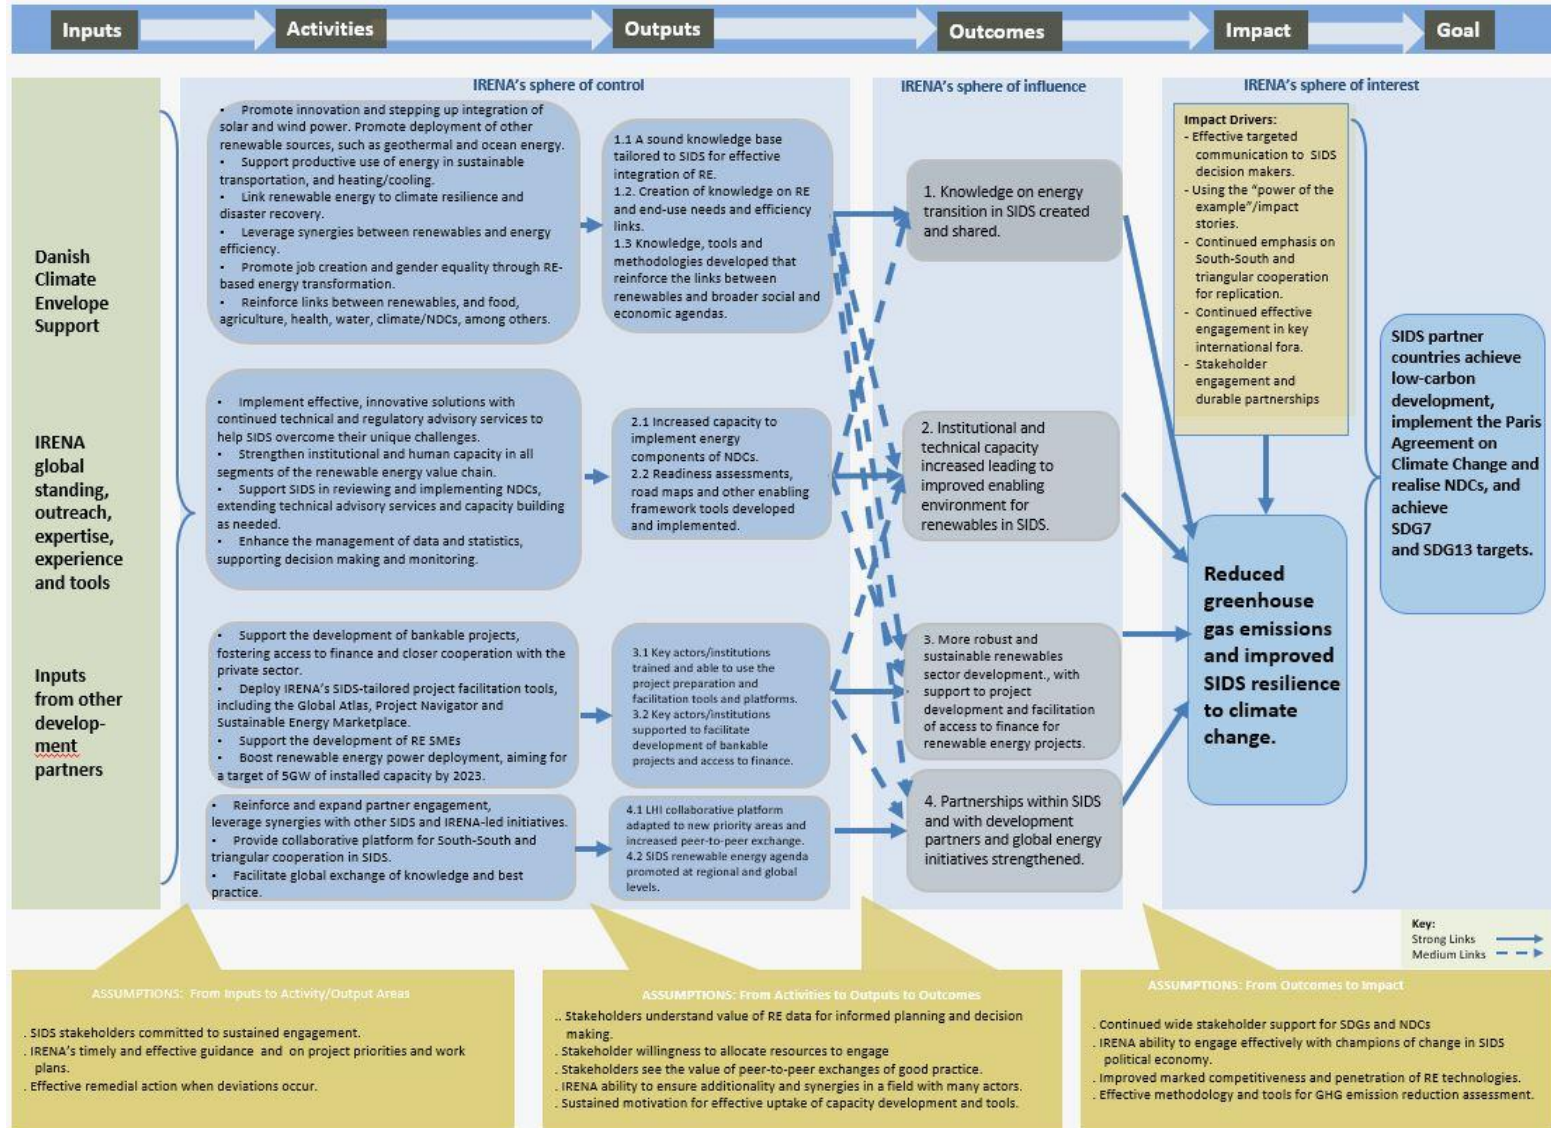 Inputs
Activities
Outputs
Outcomes
Impact
Goal
Danish
Climate
Envelope
Support
IRENA
global
standing,
outreach,
expertise,
experience
and tools
Inputs
from other
develop-
ment
partners
IRENA's sphere of control
• Promote innovation and stepping up integration of
solar and wind power. Promote deployment of other
renewable sources, such as geothermal and ocean energy.
• Support productive use of energy in sustainable
transportation, and heating/cooling.
• Link renewable energy to climate resilience and
disaster recovery.
• Leverage synergies between renewables and energy
efficiency.
• Promote job creation and gender equality through RE-
based energy transformation.
• Reinforce links between renewables, and food,
agriculture, health, water, climate/NDCs, among others.
• Implement effective, innovative solutions with
continued technical and regulatory advisory services to
help SIDS overcome their unique challenges.
• Strengthen institutional and human capacity in all
segments of the renewable energy value chain.
• Support SIDS in reviewing and implementing NDCs,
extending technical advisory services and capacity building
as needed.
• Enhance the management of data and statistics,
supporting decision making and monitoring.
• Support the development of bankable projects,
fostering access to finance and closer cooperation with the
private sector.
• Deploy IRENA's SIDS-tailored project facilitation tools,
including the Global Atlas, Project Navigator and
Sustainable Energy Marketplace.
• Support the development of RE SMEs
• Boost renewable energy power deployment, aiming for
a target of 5GW of installed capacity by 2023.
• Reinforce and expand partner engagement,
leverage synergies with other SIDS and IRENA-led initiatives.
• Provide collaborative platform for South-South and
triangular cooperation in SIDS.
• Facilitate global exchange of knowledge and best
practice.
1.1 A sound knowledge base
tailored to SIDS for effective
integration of RE.
1.2. Creation of knowledge on RE
and end-use needs and efficiency
links.
1.3 Knowledge, tools and
methodologies developed that
reinforce the links between
renewables and broader social and
economic agendas.
2.1 Increased capacity to
implement energy
components of NDCs.
2.2 Readiness assessments,
road maps and other enabling
framework tools developed
and implemented.
3.1 Key actors/institutions
trained and able to use the
project preparation and
facilitation tools and platforms.
3.2 Key actors/institutions
supported to facilitate
development of bankable
projects and access to finance.
4.1 LHI collaborative platform
adapted to new priority areas and
increased peer-to-peer exchange.
4.2 SIDS renewable energy agenda
promoted at regional and global
levels.
IRENA's sphere of influence
1. Knowledge on energy
transition in SIDS created
and shared.
2. Institutional and
technical capacity
increased leading to
improved enabling
environment for
renewables in SIDS.
3. More robust and
sustainable renewables
sector development., with
support to project
development and facilitation
of access to finance for
renewable energy projects.
4. Partnerships within SIDS
and with development
partners and global energy
initiatives strengthened.
IRENA's sphere of interest
Impact Drivers:
- Effective targeted
communication to SIDS
decision makers.
- Using the "power of the
example"/impact
stories.
- Continued emphasis on
South-South and
triangular cooperation
for replication.
- Continued effective
engagement in key
international fora.
- Stakeholder
engagement and
durable partnerships
Reduced
greenhouse
gas emissions
and improved
SIDS resilience
to climate
change.
SIDS partner
countries achieve
low-carbon
development,
implement the Paris
Agreement on
Climate Change and
realise NDCs, and
achieve
SDG7
and SDG13 targets.
Key:
Strong Links
Medium Links
ASSUMPTIONS: From Inputs to Activity/Output Areas
. SIDS stakeholders committed to sustained engagement.
. IRENA's timely and effective guidance and on project priorities and work
plans.
. Effective remedial action when deviations occur.
ASSUMPTIONS: From Activities to Outputs to Outcomes
.. Stakeholders understand value of RE data for informed planning and decision
making.
. Stakeholder willingness to allocate resources to engage
. Stakeholders see the value of peer-to-peer exchanges of good practice.
. IRENA ability to ensure additionality and synergies in a field with many actors.
. Sustained motivation for effective uptake of capacity development and tools.
ASSUMPTIONS: From Outcomes to Impact
. Continued wide stakeholder support for SDGs and NDCs
. IRENA ability to engage effectively with champions of change in SIDS
political economy.
. Improved marked competitiveness and penetration of RE technologies.
. Effective methodology and tools for GHG emission reduction assessment.